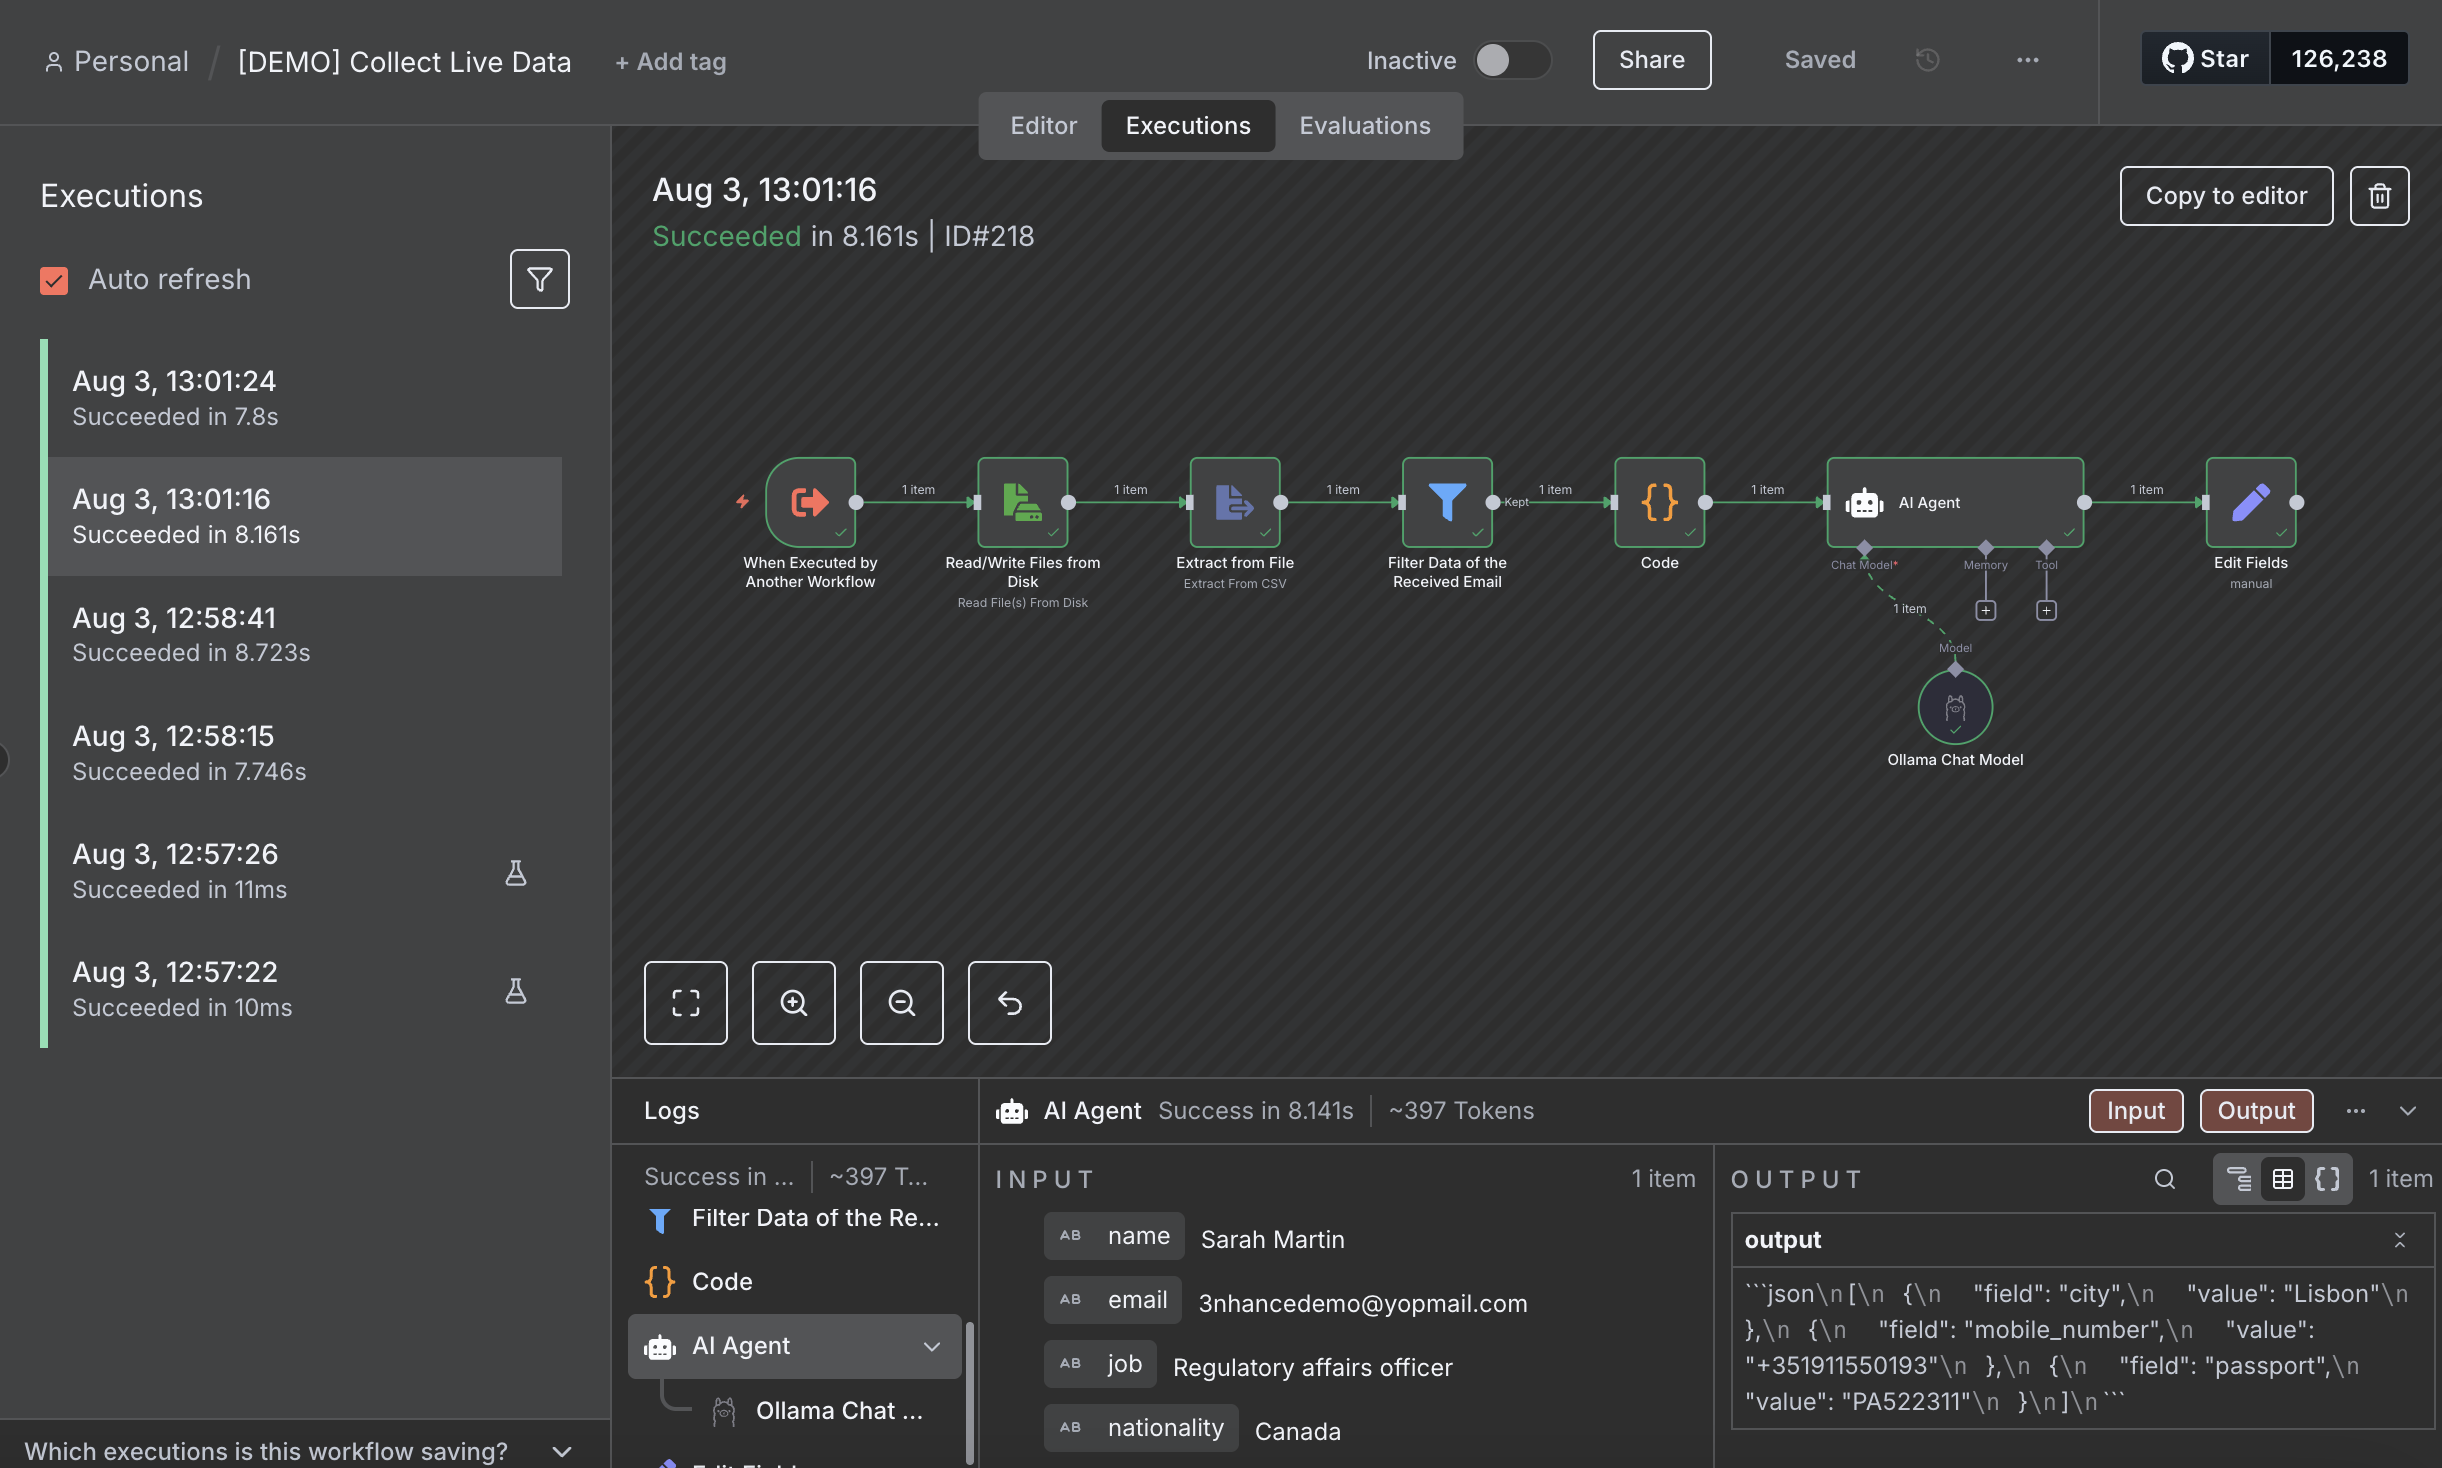 Personal / [DEMO] Collect Live Data + Add tag
Inactive
Share
Saved
Star 126,238
Editor Executions Evaluations
Executions
Auto refresh
Aug 3, 13:01:24
Succeeded in 7.8s
Aug 3, 13:01:16
Succeeded in 8.161s
Aug 3, 12:58:41
Succeeded in 8.723s
Aug 3, 12:58:15
Succeeded in 7.746s
Aug 3, 12:57:26
Succeeded in 11ms
Aug 3, 12:57:22
Succeeded in 10ms
Which executions is this workflow saving?
Aug 3, 13:01:16
Succeeded in 8.161s | ID#218
Copy to editor
1 item 1 item 1 item Kept 1 item 1 item 1 item
When Executed by
Another Workflow
Read/Write Files from
Disk
Read File(s) From Disk
Extract from File
Extract From CSV
Filter Data of the
Received Email
Code
AI Agent
Chat Model*
Memory
Tool
1 item
Model
Ollama Chat Model
Edit Fields
manual
Logs
Success in ... ~397 T...
Filter Data of the Re...
Code
AI Agent
Ollama Chat ...
AI Agent Success in 8.141s ~397 Tokens
Input
Output
INPUT 1 item
AB name Sarah Martin
AB email 3nhancedemo@yopmail.com
AB job Regulatory affairs officer
AB nationality Canada
OUTPUT 1 item
output
```json\n[\n {\n "field": "city",\n "value": "Lisbon"\n
},\n {\n "field": "mobile_number",\n "value":
"+351911550193"\n },\n {\n "field": "passport",\n
"value": "PA522311"\n }\n]\n```